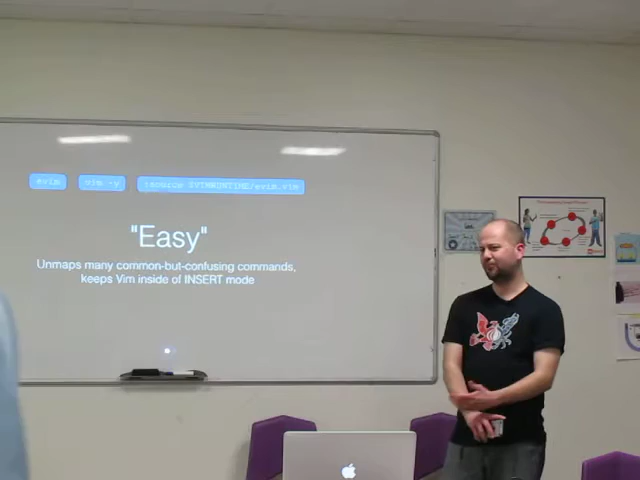 evim vim -y :source $VIMRUNTIME/evim.vim
"Easy"
Unmaps many common-but-confusing commands,
keeps Vim inside of INSERT mode